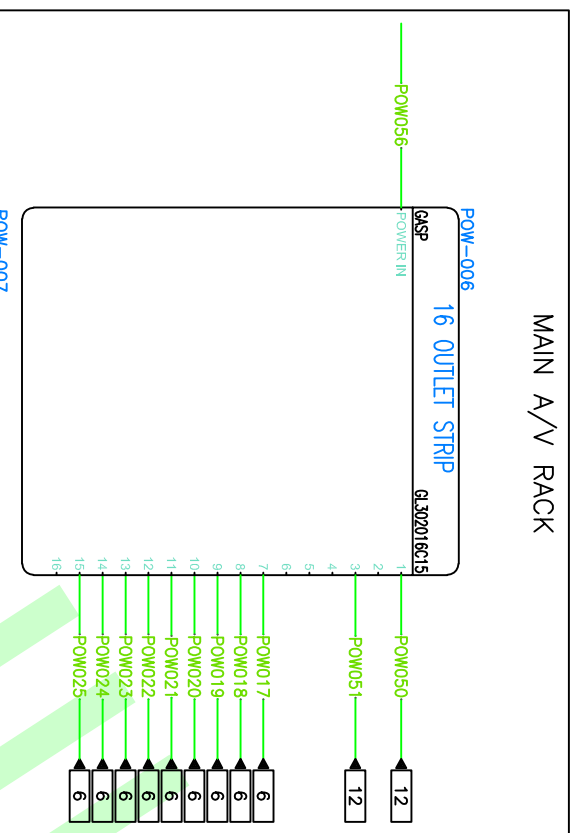 MAIN A/V RACK
POW-006
16 OUTLET STRIP
GASP GL302016C15
POW056 POWER IN 1 POW050 12
2
3 POW051 12
4
5
6
7 POW017 6
8 POW018 6
9 POW019 6
10 POW020 6
11 POW021 6
12 POW022 6
13 POW023 6
14 POW024 6
15 POW025 6
16
POW-007